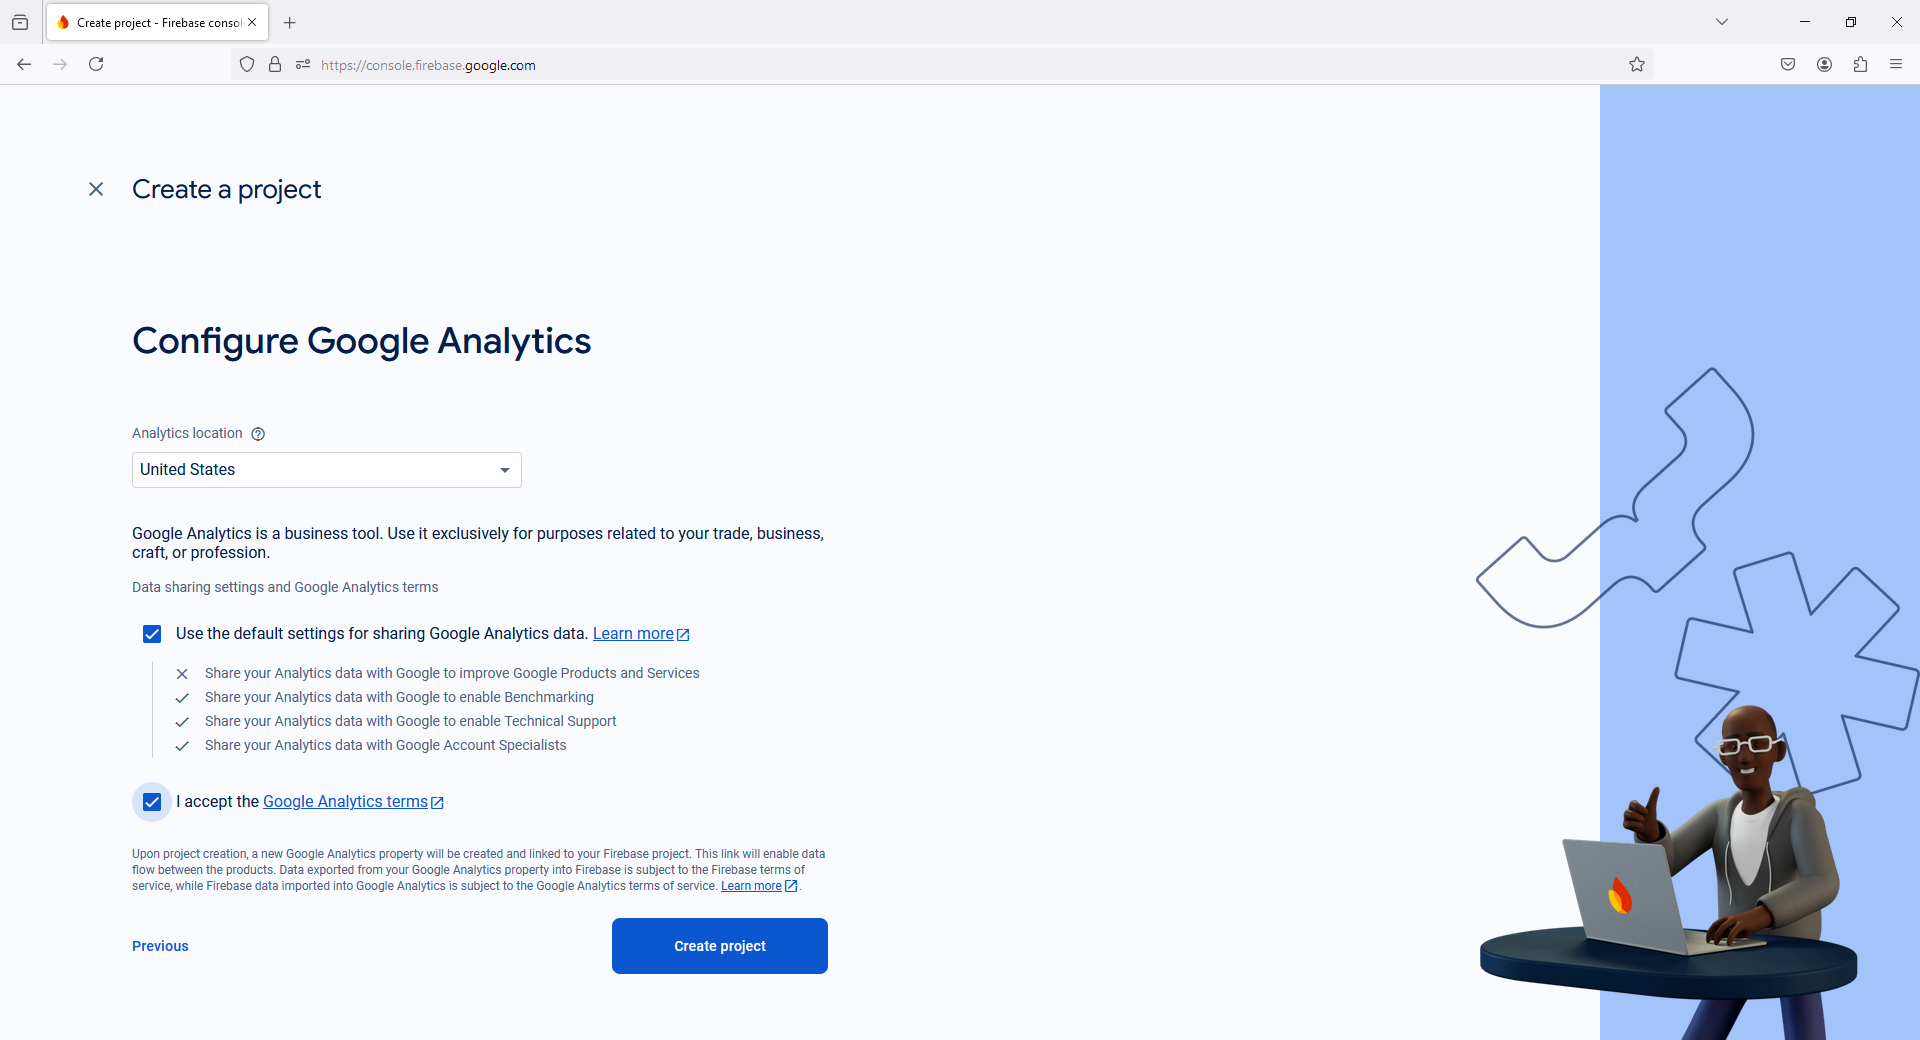 Create project - Firebase consol
https://console.firebase.google.com
Create a project
Configure Google Analytics
Analytics location
United States
Google Analytics is a business tool. Use it exclusively for purposes related to your trade, business,
craft, or profession.
Data sharing settings and Google Analytics terms
Use the default settings for sharing Google Analytics data. Learn more
Share your Analytics data with Google to improve Google Products and Services
Share your Analytics data with Google to enable Benchmarking
Share your Analytics data with Google to enable Technical Support
Share your Analytics data with Google Account Specialists
I accept the Google Analytics terms
Upon project creation, a new Google Analytics property will be created and linked to your Firebase project. This link will enable data
flow between the products. Data exported from your Google Analytics property into Firebase is subject to the Firebase terms of
service, while Firebase data imported into Google Analytics is subject to the Google Analytics terms of service. Learn more.
Previous
Create project